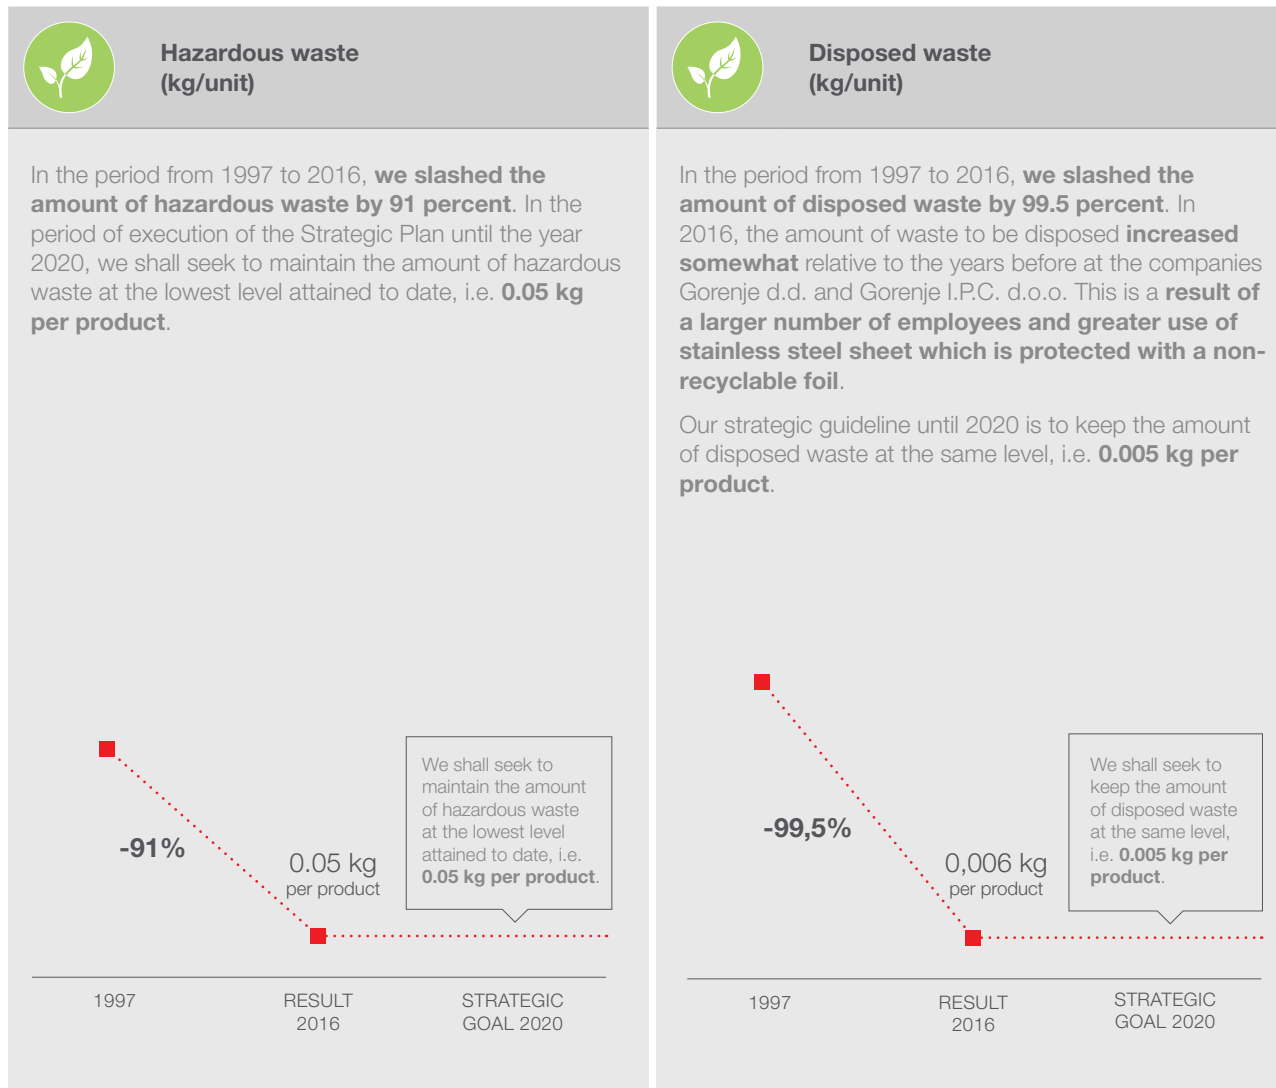 Hazardous waste
(kg/unit)
In the period from 1997 to 2016, we slashed the
amount of hazardous waste by 91 percent. In the
period of execution of the Strategic Plan until the year
2020, we shall seek to maintain the amount of hazardous
waste at the lowest level attained to date, i.e. 0.05 kg
per product.
-91%
0.05 kg
per product
We shall seek to
maintain the amount
of hazardous waste
at the lowest level
attained to date, i.e.
0.05 kg per product.
1997
RESULT
2016
STRATEGIC
GOAL 2020
Disposed waste
(kg/unit)
In the period from 1997 to 2016, we slashed the
amount of disposed waste by 99.5 percent. In
2016, the amount of waste to be disposed increased
somewhat relative to the years before at the companies
Gorenje d.d. and Gorenje I.P.C. d.o.o. This is a result of
a larger number of employees and greater use of
stainless steel sheet which is protected with a non-
recyclable foil.
Our strategic guideline until 2020 is to keep the amount
of disposed waste at the same level, i.e. 0.005 kg per
product.
-99,5%
0,006 kg
per product
We shall seek to
keep the amount
of disposed waste
at the same level,
i.e. 0.005 kg per
product.
1997
RESULT
2016
STRATEGIC
GOAL 2020